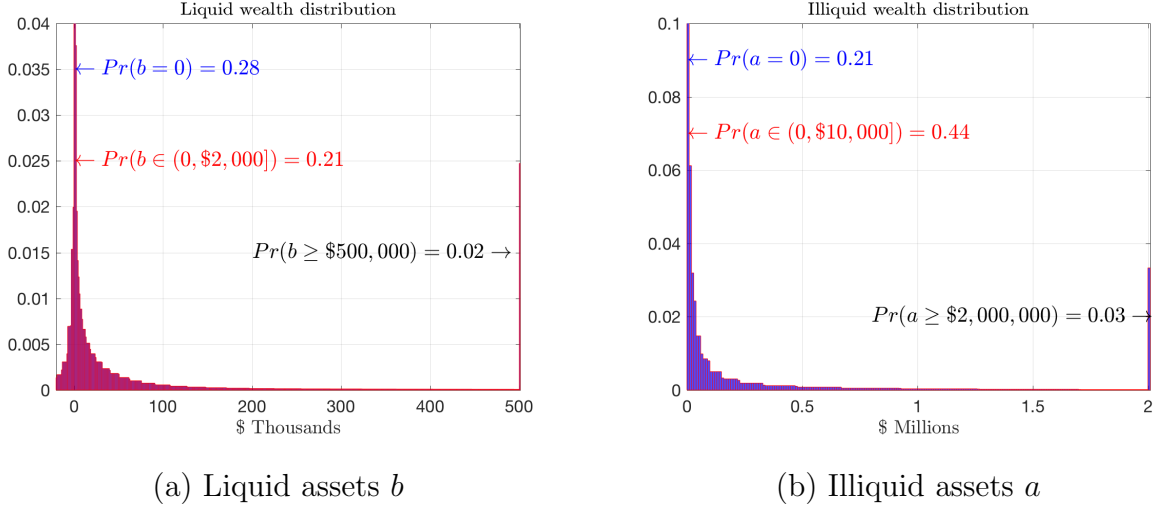 Liquid wealth distribution
0.04
0.035
0.03
0.025
0.02
0.015
0.01
0.005
0
← Pr(b = 0) = 0.28
← Pr(b ∈ (0, $2, 000]) = 0.21
Pr(b ≥ $500, 000) = 0.02 →
0 100 200 300 400 500
$ Thousands
(a) Liquid assets b
Illiquid wealth distribution
0.1
0.08
0.06
0.04
0.02
0
← Pr(a = 0) = 0.21
← Pr(a ∈ (0, $10, 000]) = 0.44
Pr(a ≥ $2, 000, 000) = 0.03 →
0 0.5 1 1.5 2
$ Millions
(b) Illiquid assets a